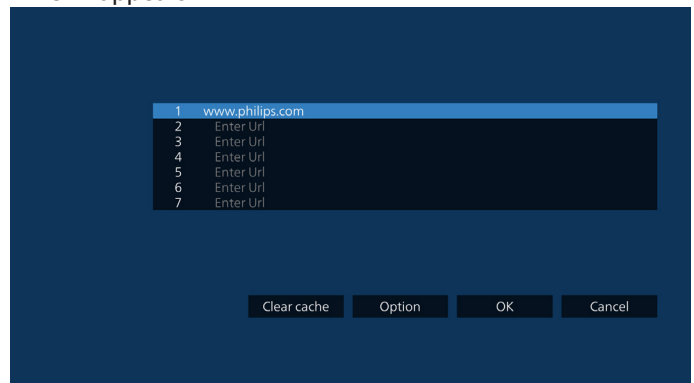 1 www.philips.com
2 Enter Url
3 Enter Url
4 Enter Url
5 Enter Url
6 Enter Url
7 Enter Url
Clear cache Option OK Cancel